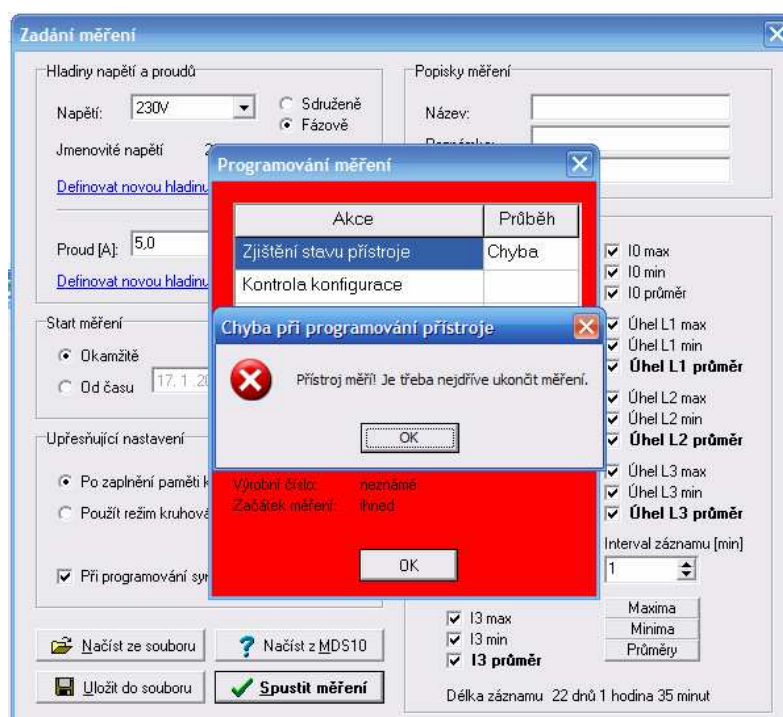 Zadání měření
Hladiny napětí a proudů
Napětí: 230V
Sdruženě
Fázově
Jmenovité napětí
Definovat novou hladinu
Proud [A]: 5,0
Definovat novou hladinu
Start měření
Okamžitě
Od času 17. 1. 20
Upřesňující nastavení
Po zaplnění paměti
Použít režim
Při programování
Načíst ze souboru
Načíst z MDS10
Uložit do souboru
Spustit měření
Popisky měření
Název:
Programování měření
Akce Průběh
Zjištění stavu přístroje Chyba
Kontrola konfigurace
Chyba při programování přístroje
Přístroj měří! Je třeba nejdříve ukončit měření.
OK
Výrobní číslo: neznámé
Začátek měření: ihned
OK
I0 max
I0 min
I0 průměr
Úhel L1 max
Úhel L1 min
Úhel L1 průměr
Úhel L2 max
Úhel L2 min
Úhel L2 průměr
Úhel L3 max
Úhel L3 min
Úhel L3 průměr
Interval záznamu [min]
1
I3 max
I3 min
I3 průměr
Maxima
Minima
Průměry
Délka záznamu 22 dnů 1 hodina 35 minut